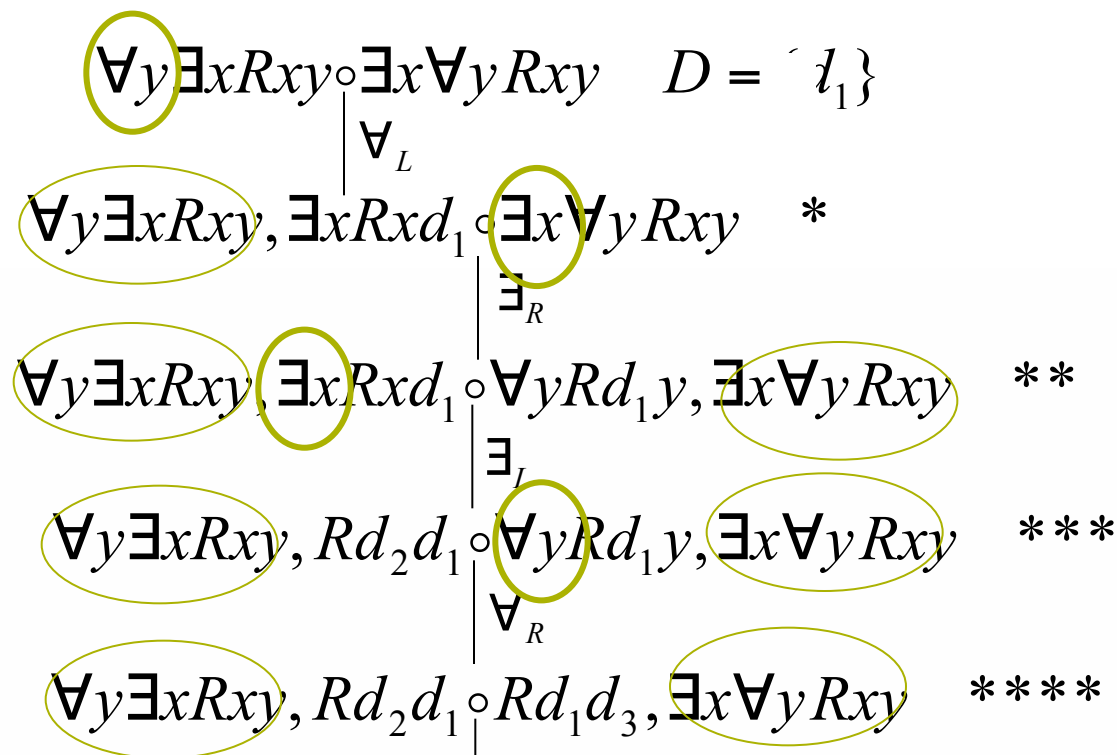 ∀y∃xRxy∘∃x∀yRxy D = d₁}
∀L
∀y∃xRxy, ∃xRxd₁∘∃x∀yRxy *
∃R
∀y∃xRxy, ∃xRxd₁∘∀yRd₁y, ∃x∀yRxy **
∃L
∀y∃xRxy, Rd₂d₁∘∀yRd₁y, ∃x∀yRxy ***
∀R
∀y∃xRxy, Rd₂d₁∘Rd₁d₃, ∃x∀yRxy ****